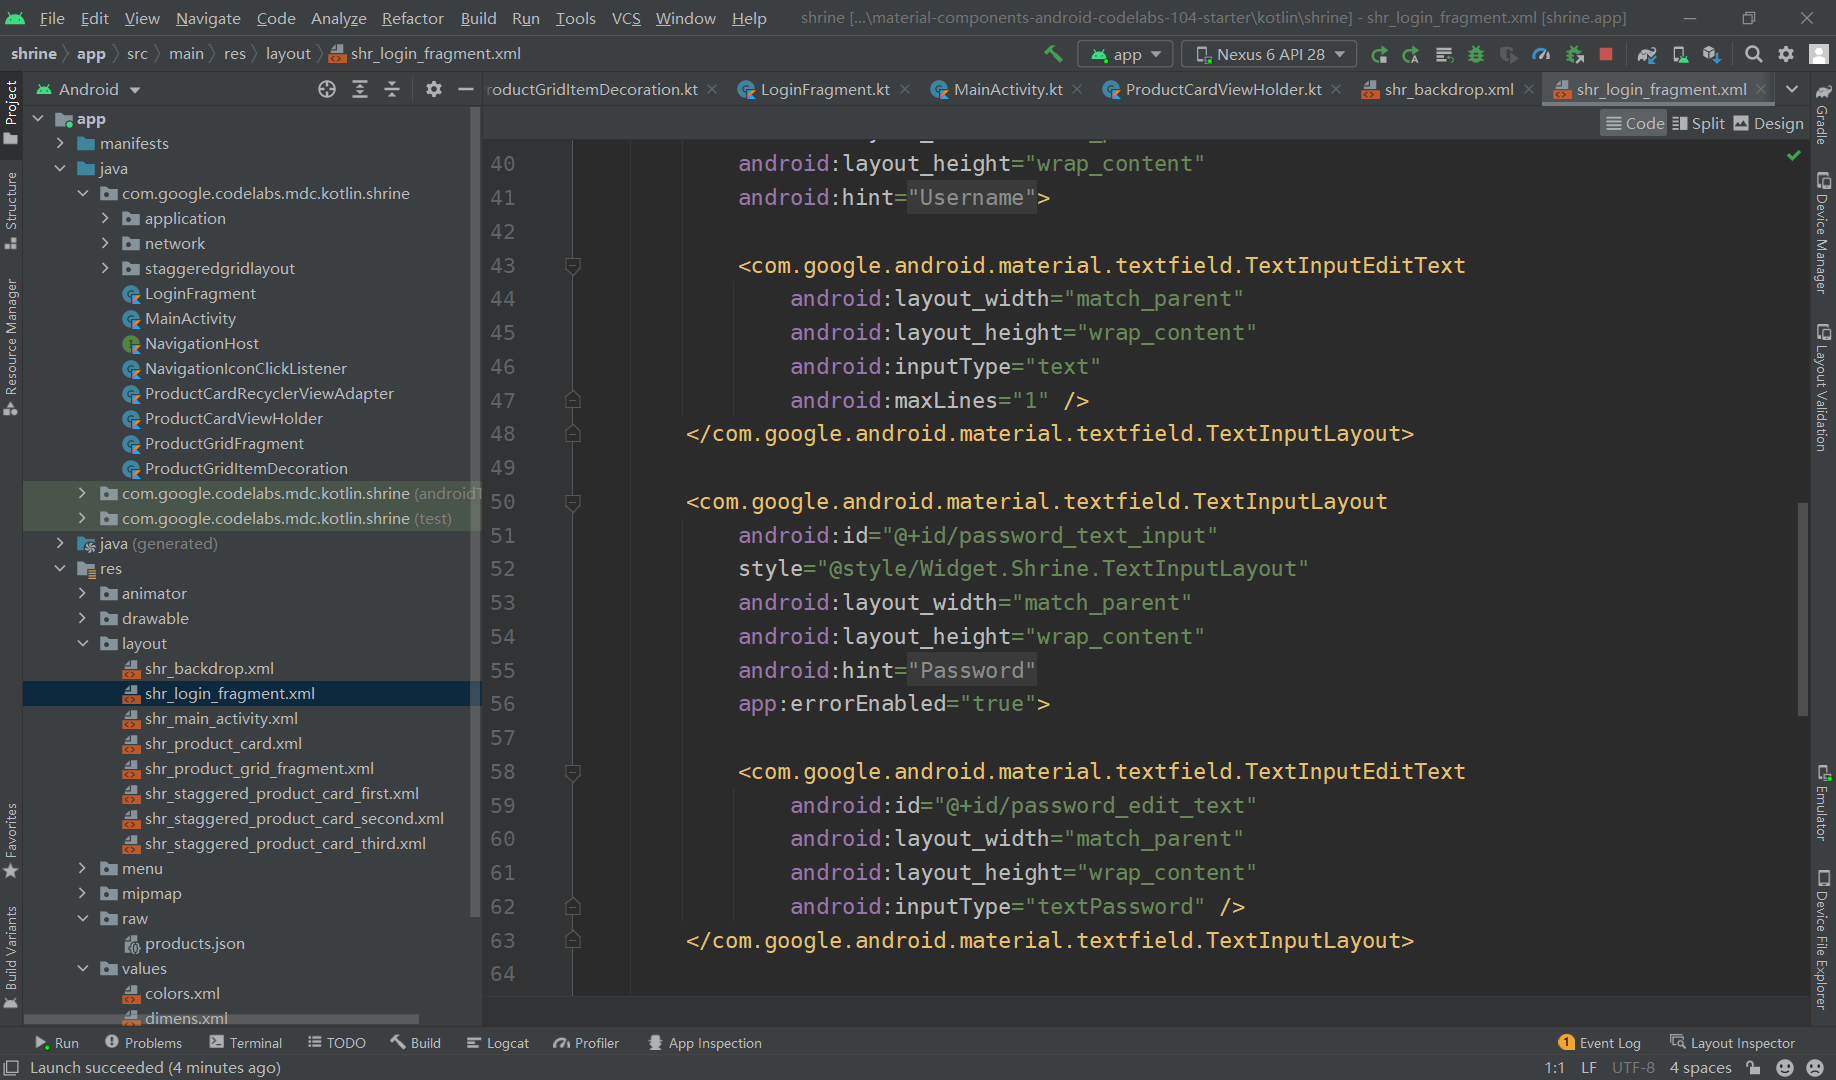 File Edit View Navigate Code Analyze Refactor Build Run Tools VCS Window Help shrine [...\material-components-android-codelabs-104-starter\kotlin\shrine] - shr_login_fragment.xml [shrine.app]
shrine app src main res layout shr_login_fragment.xml app Nexus 6 API 28
Android
roductGridItemDecoration.kt LoginFragment.kt MainActivity.kt ProductCardViewHolder.kt shr_backdrop.xml shr_login_fragment.xml
Code Split Design
Project
Structure
Resource Manager
Favorites
Build Variants
app
manifests
java
com.google.codelabs.mdc.kotlin.shrine
application
network
staggeredgridlayout
LoginFragment
MainActivity
NavigationHost
NavigationIconClickListener
ProductCardRecyclerViewAdapter
ProductCardViewHolder
ProductGridFragment
ProductGridItemDecoration
com.google.codelabs.mdc.kotlin.shrine (androidT
com.google.codelabs.mdc.kotlin.shrine (test)
java (generated)
res
animator
drawable
layout
shr_backdrop.xml
shr_login_fragment.xml
shr_main_activity.xml
shr_product_card.xml
shr_product_grid_fragment.xml
shr_staggered_product_card_first.xml
shr_staggered_product_card_second.xml
shr_staggered_product_card_third.xml
menu
mipmap
raw
products.json
values
colors.xml
dimens.xml
40 android:layout_height="wrap_content"
41 android:hint="Username">
42
43 <com.google.android.material.textfield.TextInputEditText
44 android:layout_width="match_parent"
45 android:layout_height="wrap_content"
46 android:inputType="text"
47 android:maxLines="1" />
48 </com.google.android.material.textfield.TextInputLayout>
49
50 <com.google.android.material.textfield.TextInputLayout
51 android:id="@+id/password_text_input"
52 style="@style/Widget.Shrine.TextInputLayout"
53 android:layout_width="match_parent"
54 android:layout_height="wrap_content"
55 android:hint="Password"
56 app:errorEnabled="true">
57
58 <com.google.android.material.textfield.TextInputEditText
59 android:id="@+id/password_edit_text"
60 android:layout_width="match_parent"
61 android:layout_height="wrap_content"
62 android:inputType="textPassword" />
63 </com.google.android.material.textfield.TextInputLayout>
64
Gradle
Device Manager
Layout Validation
Emulator
Device File Explorer
Run Problems Terminal TODO Build Logcat Profiler App Inspection 1 Event Log Layout Inspector
Launch succeeded (4 minutes ago) 1:1 LF UTF-8 4 spaces